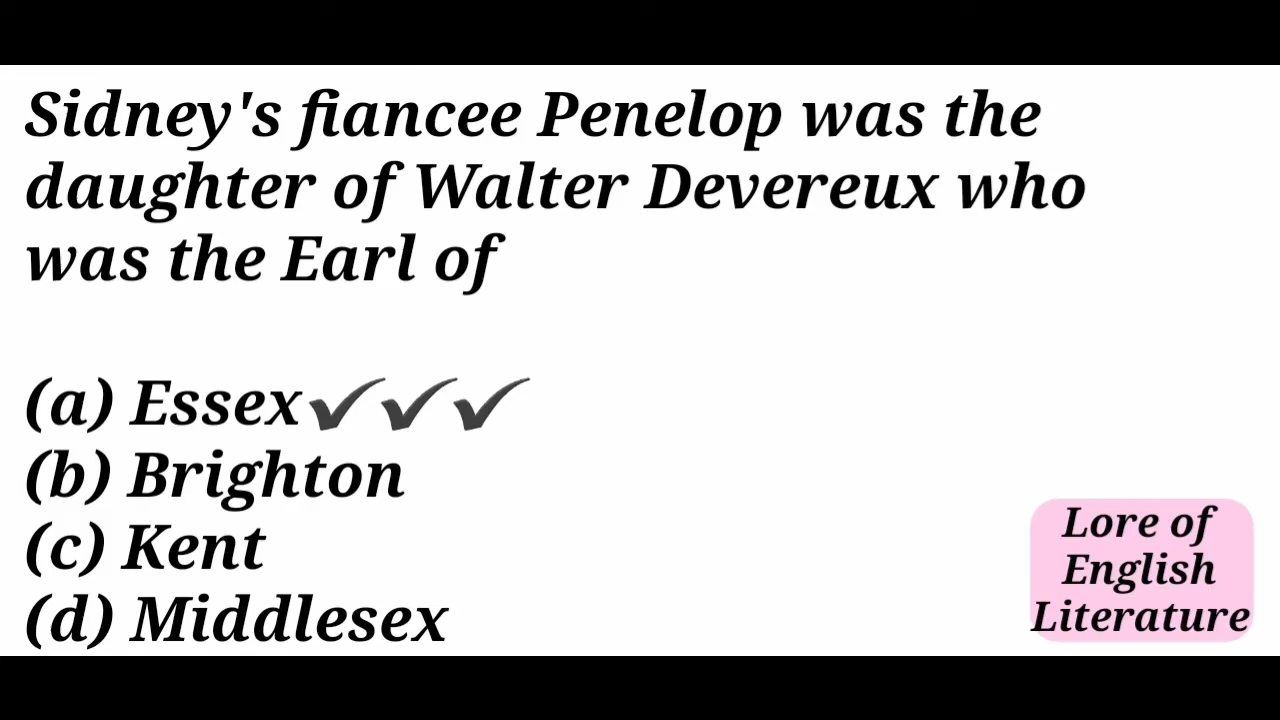 Sidney's fiancee Penelop was the
daughter of Walter Devereux who
was the Earl of
(a) Essex✔✔✔
(b) Brighton
(c) Kent
(d) Middlesex
Lore of
English
Literature